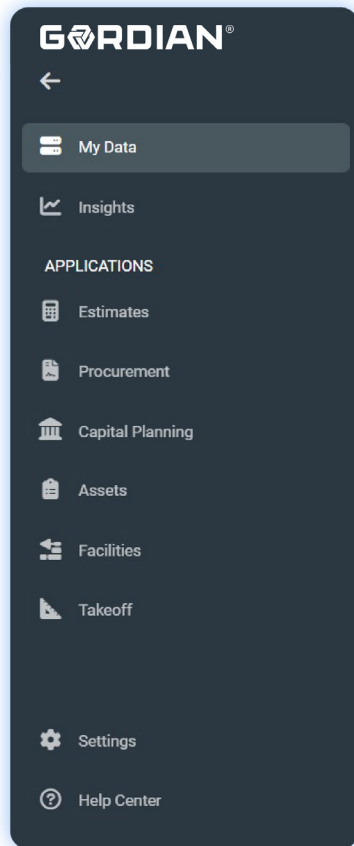 GORDIAN®
My Data
Insights
APPLICATIONS
Estimates
Procurement
Capital Planning
Assets
Facilities
Takeoff
Settings
Help Center